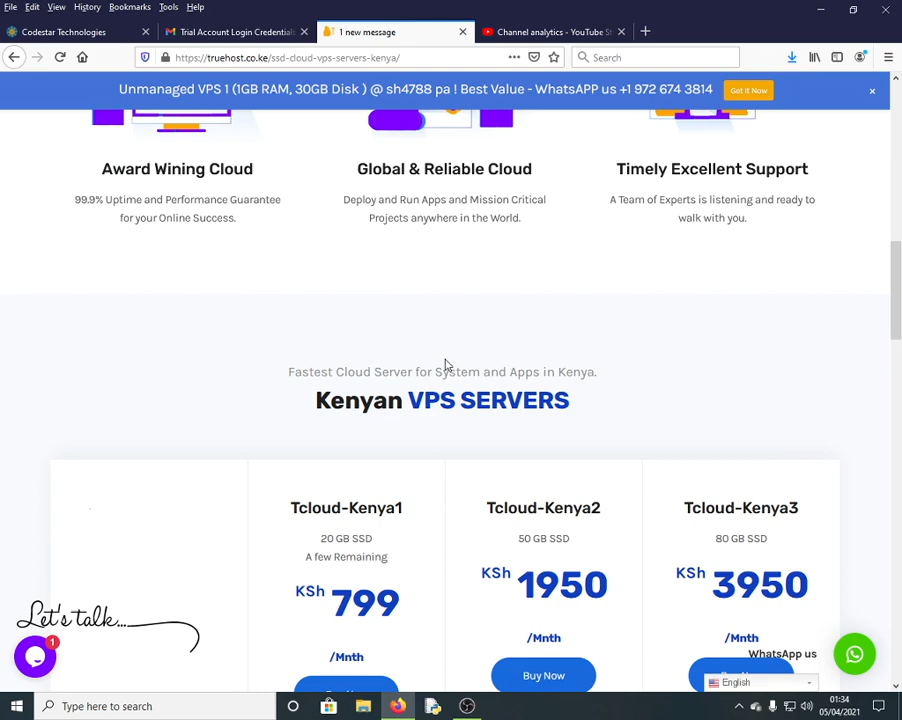 File Edit View History Bookmarks Tools Help
Codestar Technologies
Trial Account Login Credentials
1 new message
Channel analytics - YouTube St
https://truehost.co.ke/ssd-cloud-vps-servers-kenya/
Search
Unmanaged VPS 1 (1GB RAM, 30GB Disk ) @ sh4788 pa ! Best Value - WhatsAPP us +1 972 674 3814
Get It Now
Award Wining Cloud
99.9% Uptime and Performance Guarantee
for your Online Success.
Global & Reliable Cloud
Deploy and Run Apps and Mission Critical
Projects anywhere in the World.
Timely Excellent Support
A Team of Experts is listening and ready to
walk with you.
Fastest Cloud Server for System and Apps in Kenya.
Kenyan VPS SERVERS
Tcloud-Kenya1
20 GB SSD
A few Remaining
KSh 799
/Mnth
Tcloud-Kenya2
50 GB SSD
KSh 1950
/Mnth
Buy Now
Tcloud-Kenya3
80 GB SSD
KSh 3950
/Mnth
Let's talk...
1
WhatsApp us
English
Type here to search
01:34
05/04/2021